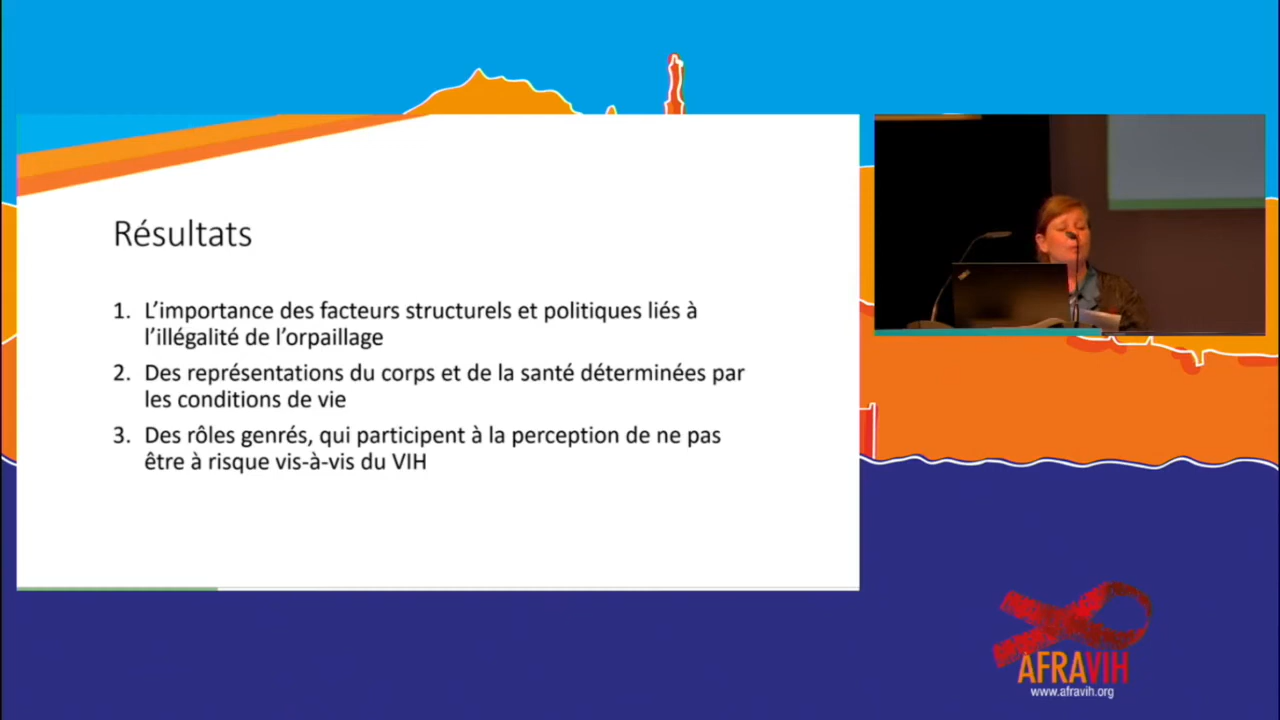 Résultats
1. L'importance des facteurs structurels et politiques liés à
l'illégalité de l'orpaillage
2. Des représentations du corps et de la santé déterminées par
les conditions de vie
3. Des rôles genrés, qui participent à la perception de ne pas
être à risque vis-à-vis du VIH
AFRAVIH
www.afravih.org